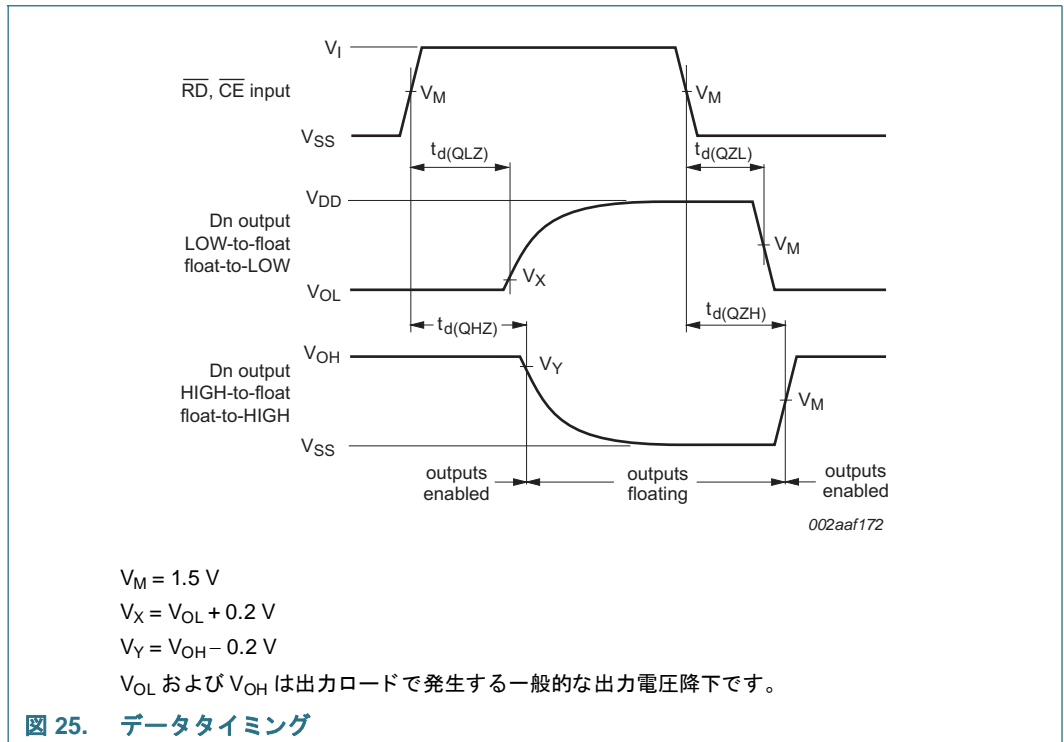 V_I
R̅D̅, C̅E̅ input
V_M
V_M
V_SS
t_d(QLZ)
t_d(QZL)
V_DD
Dn output
LOW-to-float
float-to-LOW
V_M
V_X
V_OL
t_d(QHZ)
t_d(QZH)
V_OH
Dn output
HIGH-to-float
float-to-HIGH
V_Y
V_M
V_SS
outputs
enabled
outputs
floating
outputs
enabled
002aaf172
V_M = 1.5 V
V_X = V_OL + 0.2 V
V_Y = V_OH − 0.2 V
V_OL および V_OH は出力ロードで発生する一般的な出力電圧降下です。
図 25. データタイミング